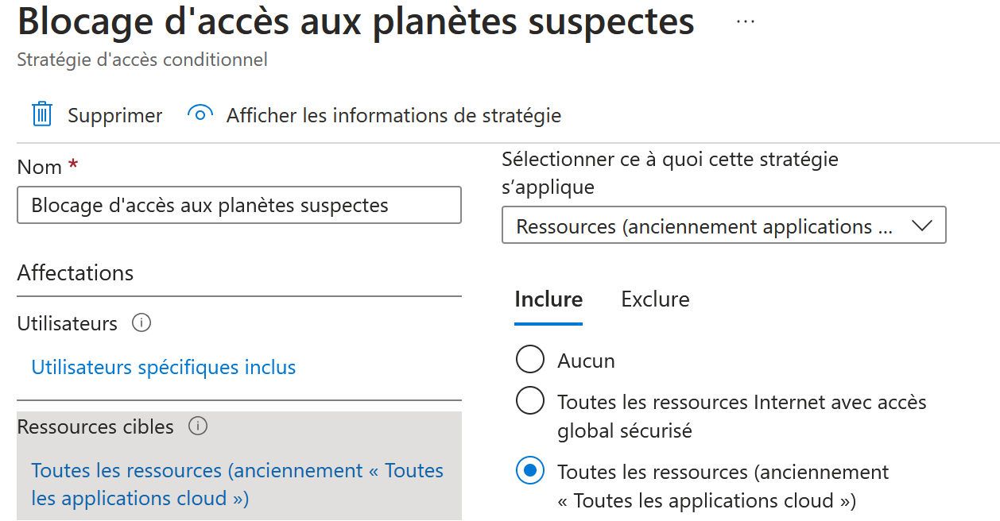 Blocage d'accès aux planètes suspectes ...
Stratégie d'accès conditionnel
Supprimer
Afficher les informations de stratégie
Nom *
Blocage d'accès aux planètes suspectes
Affectations
Utilisateurs
Utilisateurs spécifiques inclus
Ressources cibles
Toutes les ressources (anciennement « Toutes
les applications cloud »)
Sélectionner ce à quoi cette stratégie
s’applique
Ressources (anciennement applications ...
Inclure
Exclure
Aucun
Toutes les ressources Internet avec accès
global sécurisé
Toutes les ressources (anciennement
« Toutes les applications cloud »)